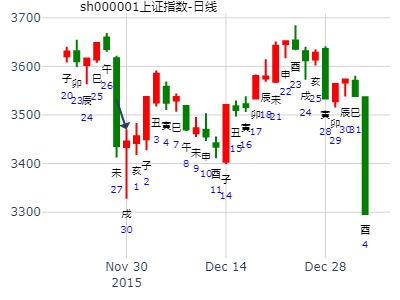 sh000001上证指数-日线
3700
3600
3500
3400
3300
子
20
卯
23
辰
24
巳
25
午
26
未
27
戌
30
亥
1
子
2
丑
3
寅
4
巳
7
午
8
未
9
申
10
酉
11
子
14
丑
15
寅
16
卯
17
辰
18
未
21
申
22
酉
23
戌
24
亥
25
寅
28
卯
29
辰
30
巳
31
酉
4
Nov 30
2015
Dec 14
Dec 28